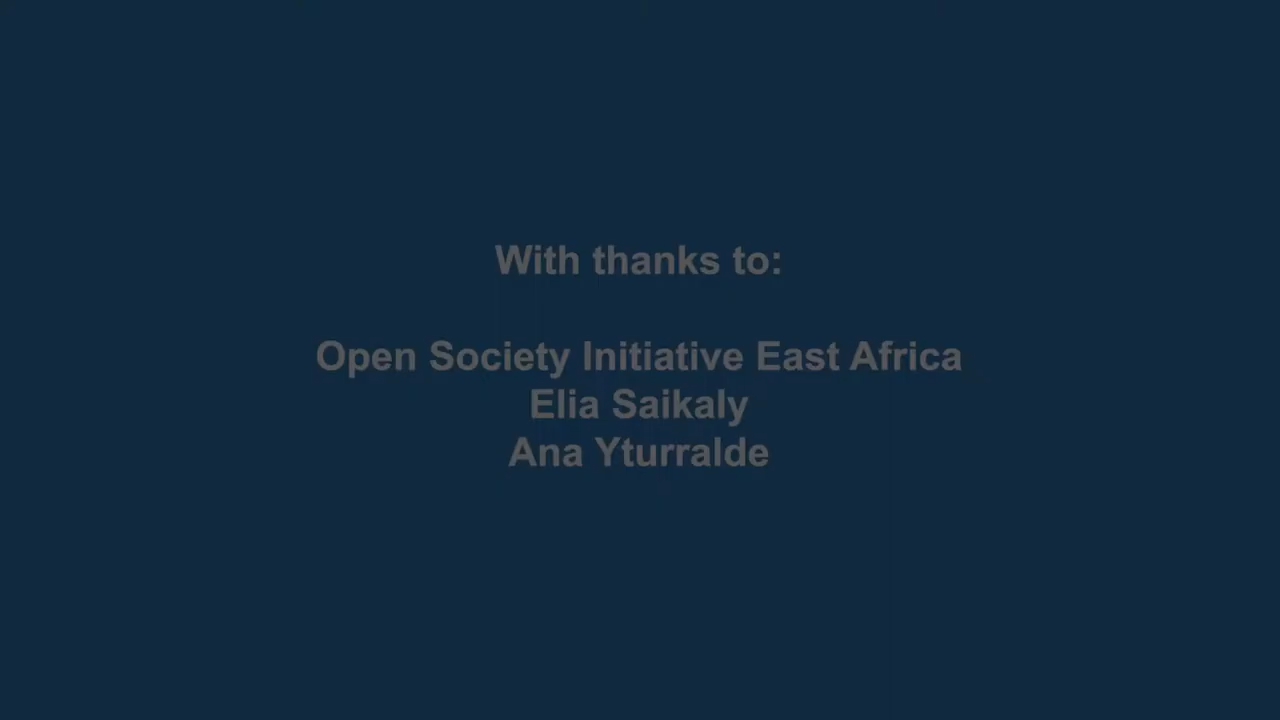 With thanks to:
Open Society Initiative East Africa
Elia Saikaly
Ana Yturralde